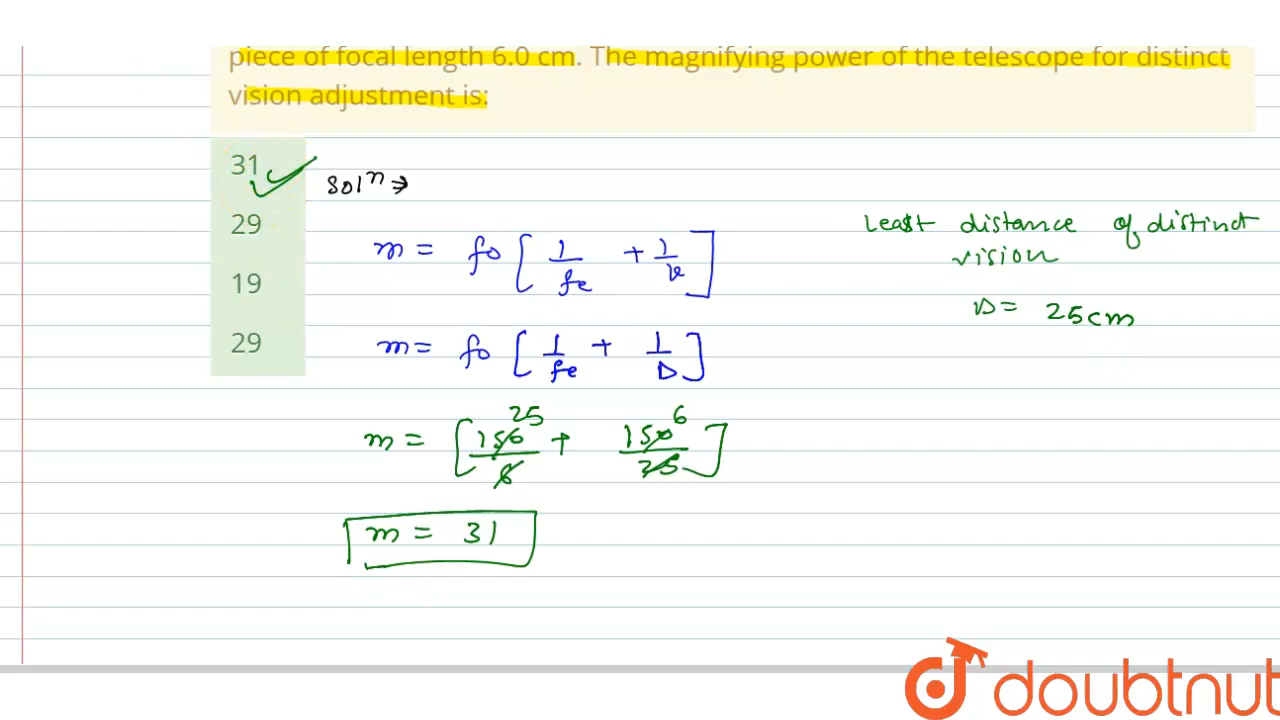 piece of focal length 6.0 cm. The magnifying power of the telescope for distinct
vision adjustment is:
31
29
19
29
Solⁿ ⇒
m = fo [ 1/fe + 1/v ]
m = fo [ 1/fe + 1/D ]
m = [ 150/6 25 + 150/25 6 ]
m = 31
Least distance of distinct
vision
D = 25cm
doubtnut